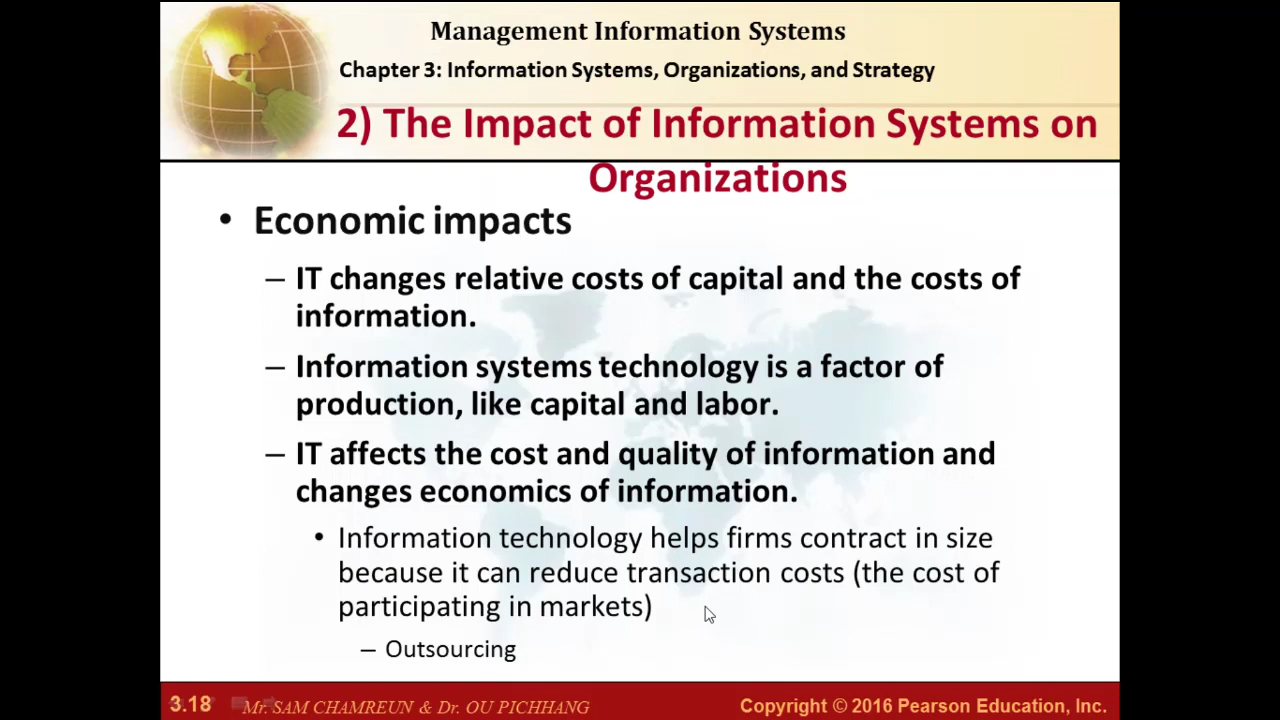 Management Information Systems
Chapter 3: Information Systems, Organizations, and Strategy
2) The Impact of Information Systems on
Organizations
• Economic impacts
– IT changes relative costs of capital and the costs of
information.
– Information systems technology is a factor of
production, like capital and labor.
– IT affects the cost and quality of information and
changes economics of information.
• Information technology helps firms contract in size
because it can reduce transaction costs (the cost of
participating in markets)
– Outsourcing
3.18 Mr. SAM CHAMREUN & Dr. OU PICHHANG Copyright © 2016 Pearson Education, Inc.